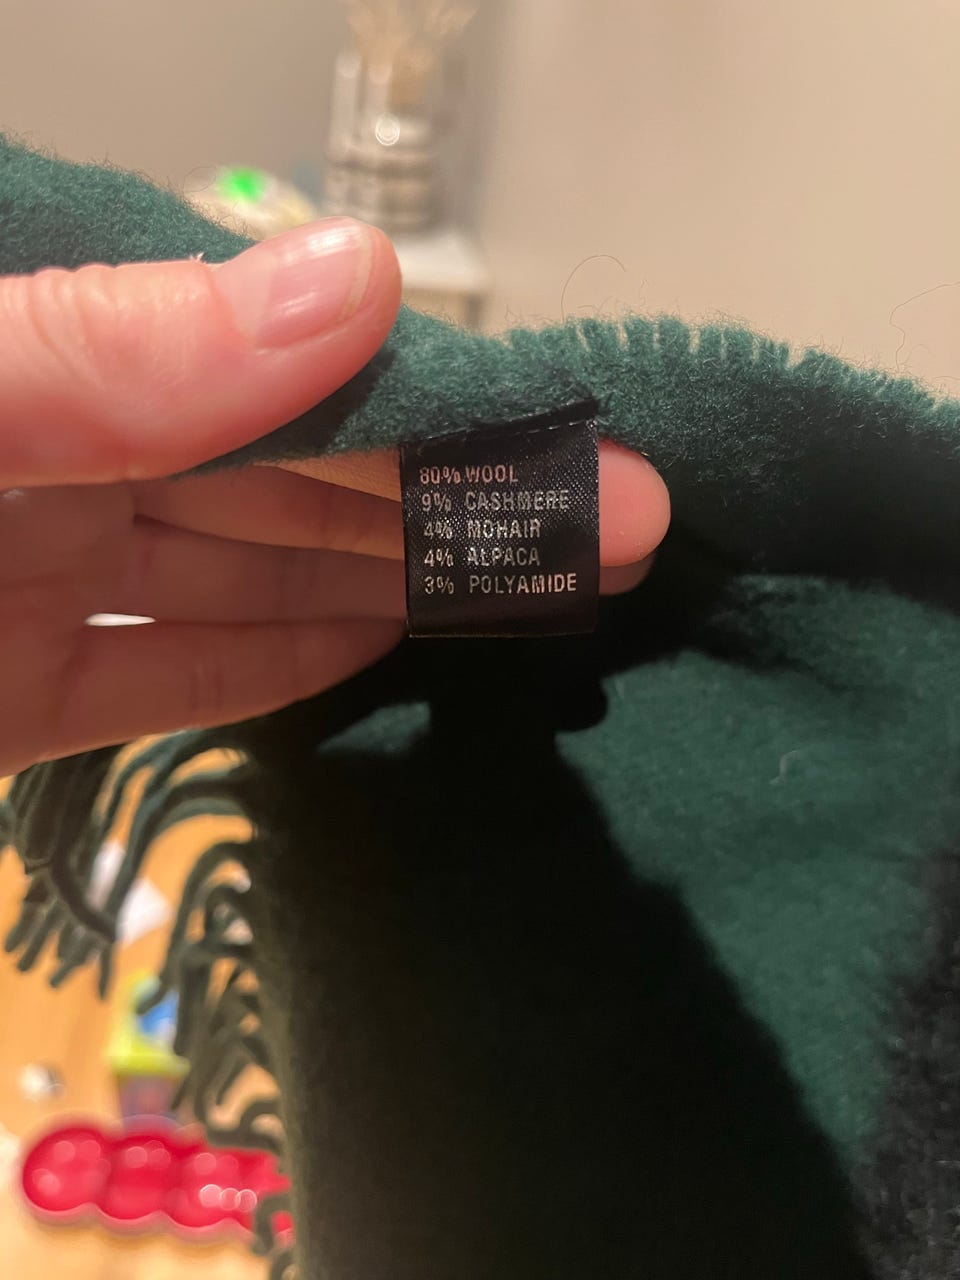 80% WOOL
9% CASHMERE
4% MOHAIR
4% ALPACA
3% POLYAMIDE